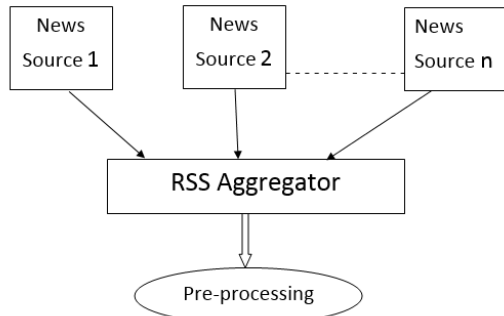 News
Source 1
News
Source 2
News
Source n
RSS Aggregator
Pre-processing